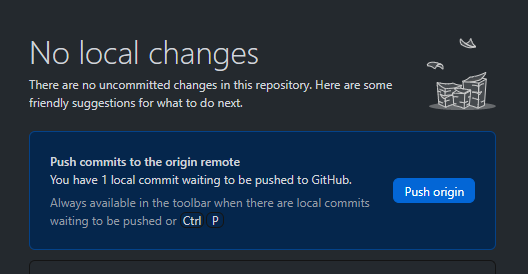 No local changes
There are no uncommitted changes in this repository. Here are some
friendly suggestions for what to do next.
Push commits to the origin remote
You have 1 local commit waiting to be pushed to GitHub.
Always available in the toolbar when there are local commits
waiting to be pushed or Ctrl P
Push origin